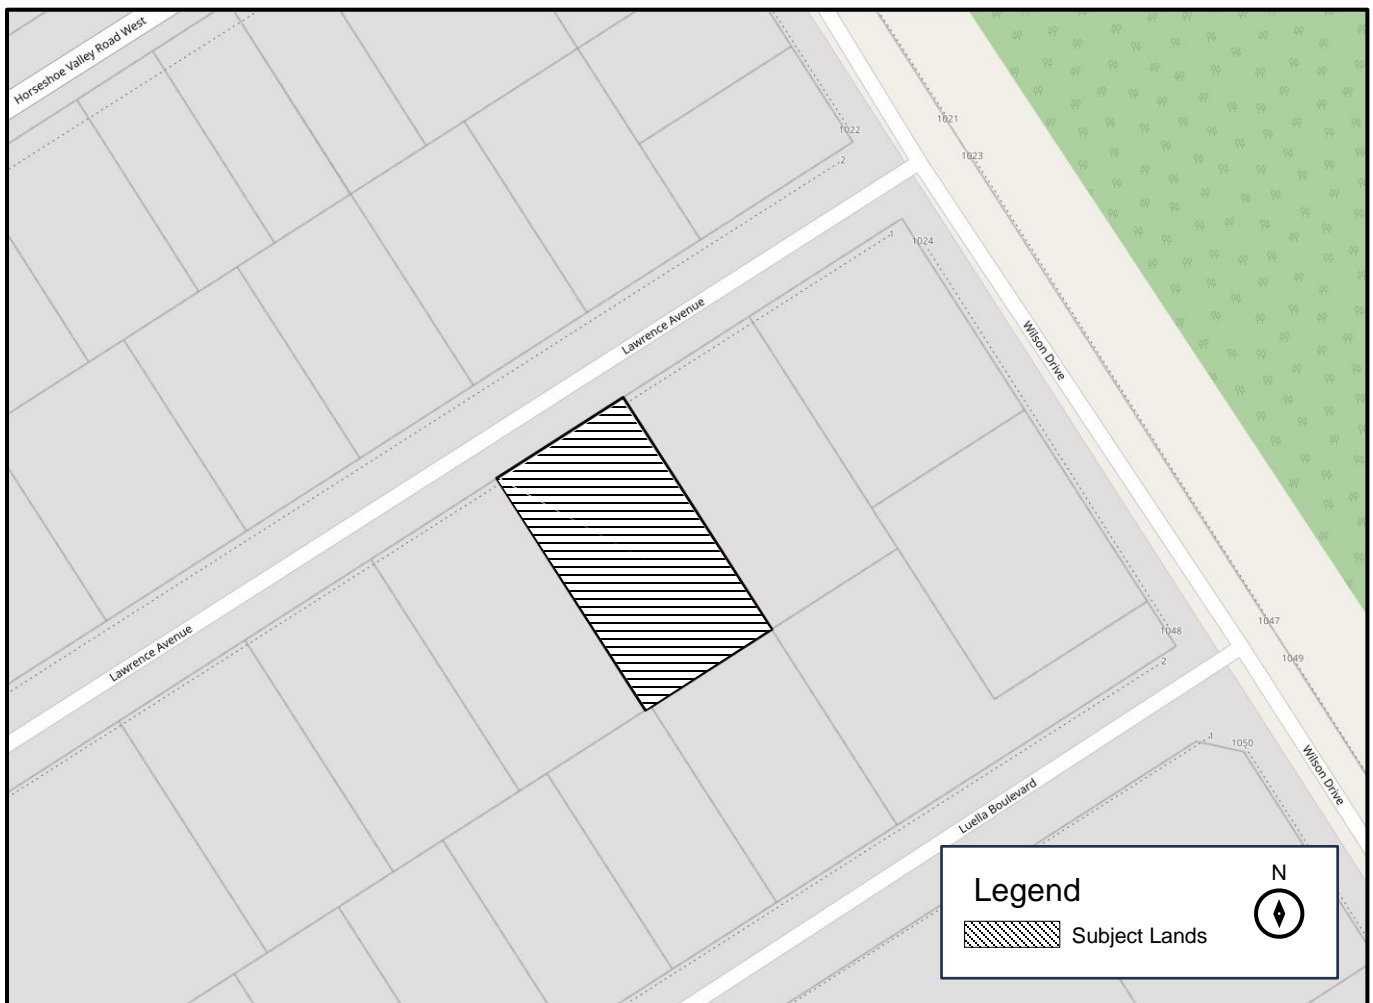 Horseshoe Valley Road West
1022
2
1021
1023
1
1024
Lawrence Avenue
Wilson Drive
Lawrence Avenue
1048
2
1047
1049
1
1050
Wilson Drive
Luella Boulevard
Legend
N
Subject Lands